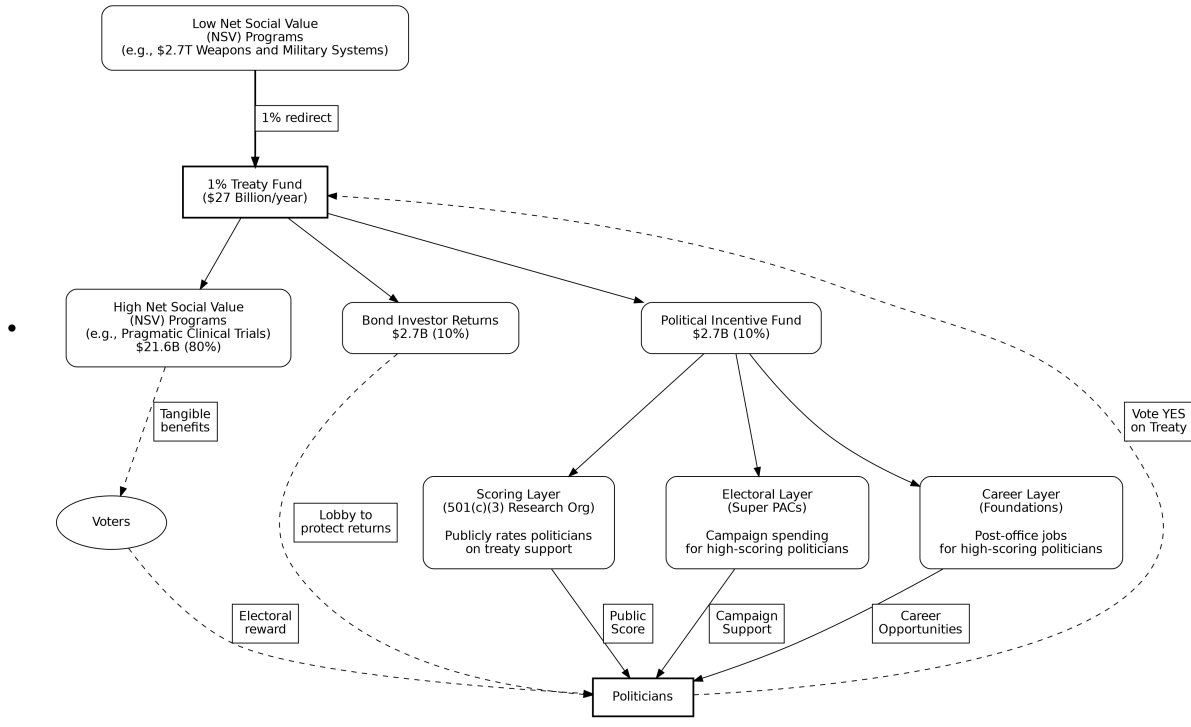 Low Net Social Value
(NSV) Programs
(e.g., $2.7T Weapons and Military Systems)
1% redirect
1% Treaty Fund
($27 Billion/year)
High Net Social Value
(NSV) Programs
(e.g., Pragmatic Clinical Trials)
$21.6B (80%)
Bond Investor Returns
$2.7B (10%)
Political Incentive Fund
$2.7B (10%)
Tangible
benefits
Vote YES
on Treaty
Voters
Lobby to
protect returns
Scoring Layer
(501(c)(3) Research Org)
Publicly rates politicians
on treaty support
Electoral Layer
(Super PACs)
Campaign spending
for high-scoring politicians
Career Layer
(Foundations)
Post-office jobs
for high-scoring politicians
Electoral
reward
Public
Score
Campaign
Support
Career
Opportunities
Politicians